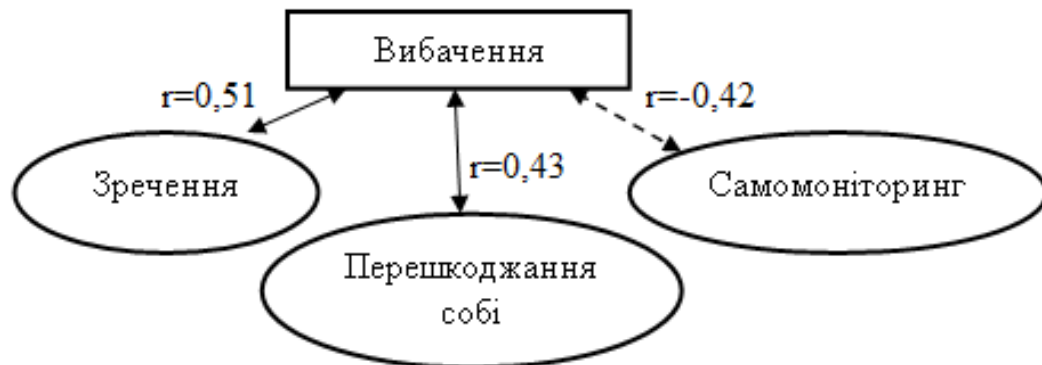 Вибачення
r=0,51
r=-0,42
Зречення
r=0,43
Самомоніторинг
Перешкоджання
собі